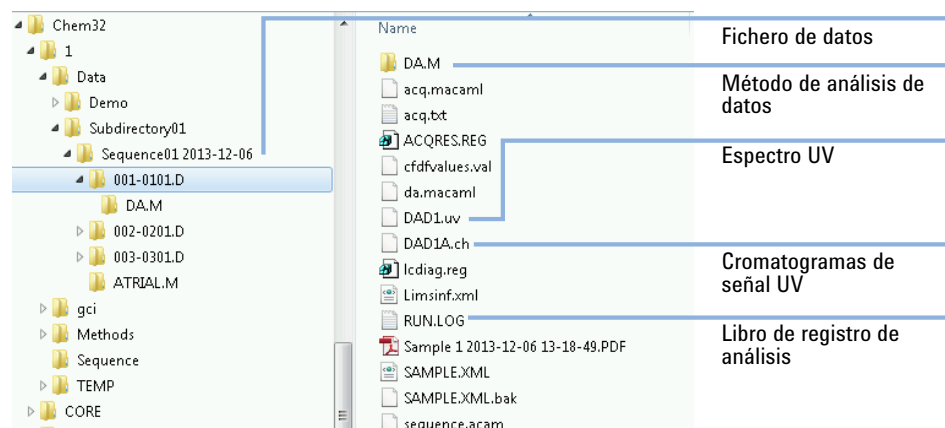 Chem32
1
Data
Demo
Subdirectory01
Sequence01 2013-12-06
001-0101.D
DA.M
002-0201.D
003-0301.D
ATRIAL.M
gci
Methods
Sequence
TEMP
CORE
Name
DA.M
acq.macaml
acq.txt
ACQRES.REG
cfdfvalues.val
da.macaml
DAD1.uv
DAD1A.ch
lcdiag.reg
Limsinf.xml
RUN.LOG
Sample 1 2013-12-06 13-18-49.PDF
SAMPLE.XML
SAMPLE.XML.bak
sequence.acam
Fichero de datos
Método de análisis de
datos
Espectro UV
Cromatogramas de
señal UV
Libro de registro de
análisis